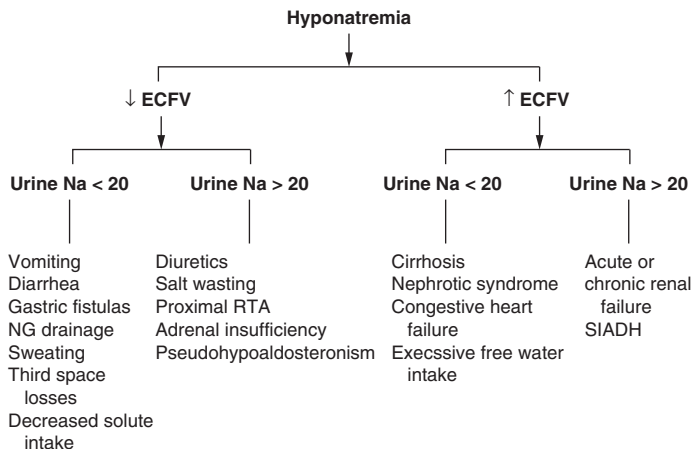 Hyponatremia
↓ ECFV
↑ ECFV
Urine Na < 20
Urine Na > 20
Urine Na < 20
Urine Na > 20
Vomiting
Diarrhea
Gastric fistulas
NG drainage
Sweating
Third space
losses
Decreased solute
intake
Diuretics
Salt wasting
Proximal RTA
Adrenal insufficiency
Pseudohypoaldosteronism
Cirrhosis
Nephrotic syndrome
Congestive heart
failure
Execssive free water
intake
Acute or
chronic renal
failure
SIADH